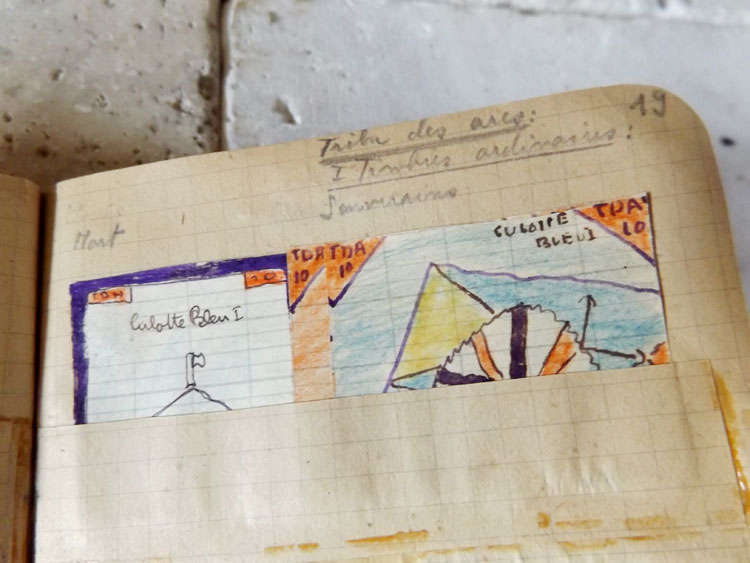 19
Tribu des arcs:
I Timbres ordinaires:
Souverains
Mort
TDA
10
Culotte Bleu I
TDA
10
TDA
10
CULOTTE
BLEU I
TDA
10